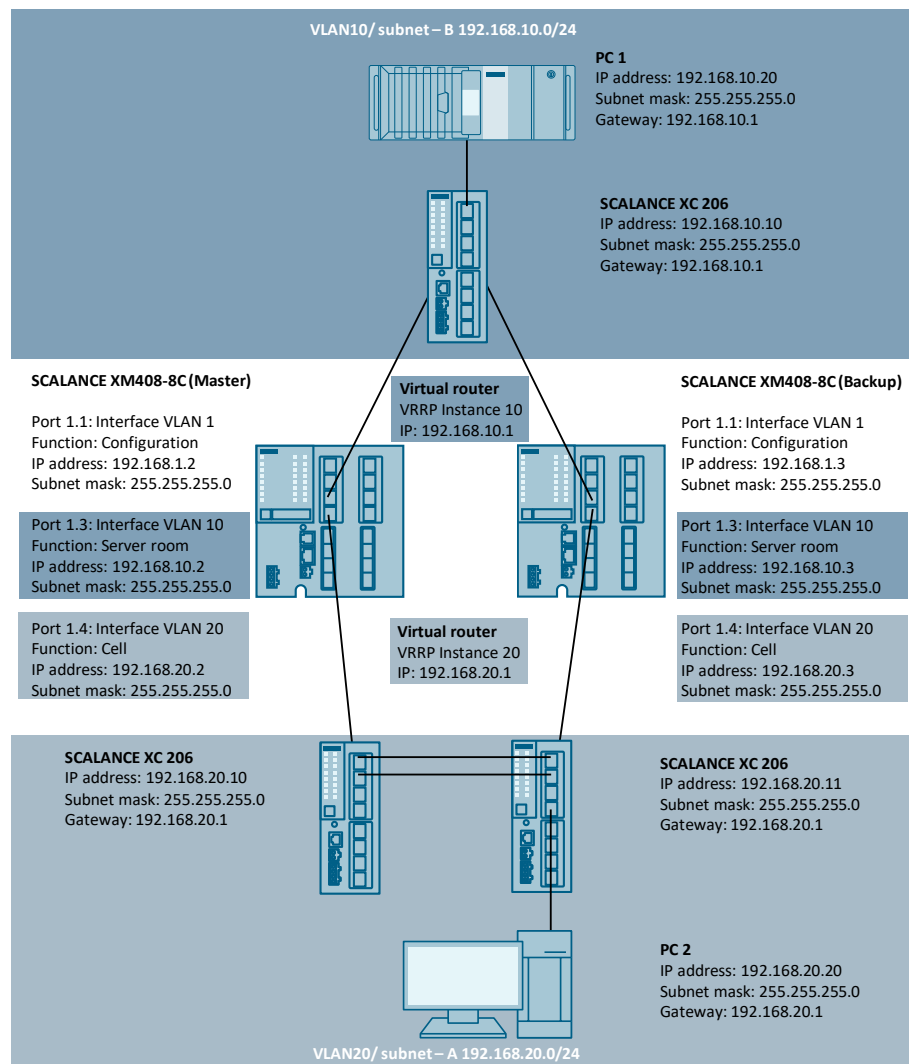 VLAN10/ subnet – B 192.168.10.0/24
PC 1
IP address: 192.168.10.20
Subnet mask: 255.255.255.0
Gateway: 192.168.10.1
SCALANCE XC 206
IP address: 192.168.10.10
Subnet mask: 255.255.255.0
Gateway: 192.168.10.1
SCALANCE XM408-8C (Master)
Port 1.1: Interface VLAN 1
Function: Configuration
IP address: 192.168.1.2
Subnet mask: 255.255.255.0
Port 1.3: Interface VLAN 10
Function: Server room
IP address: 192.168.10.2
Subnet mask: 255.255.255.0
Port 1.4: Interface VLAN 20
Function: Cell
IP address: 192.168.20.2
Subnet mask: 255.255.255.0
Virtual router
VRRP Instance 10
IP: 192.168.10.1
Virtual router
VRRP Instance 20
IP: 192.168.20.1
SCALANCE XM408-8C (Backup)
Port 1.1: Interface VLAN 1
Function: Configuration
IP address: 192.168.1.3
Subnet mask: 255.255.255.0
Port 1.3: Interface VLAN 10
Function: Server room
IP address: 192.168.10.3
Subnet mask: 255.255.255.0
Port 1.4: Interface VLAN 20
Function: Cell
IP address: 192.168.20.3
Subnet mask: 255.255.255.0
SCALANCE XC 206
IP address: 192.168.20.10
Subnet mask: 255.255.255.0
Gateway: 192.168.20.1
SCALANCE XC 206
IP address: 192.168.20.11
Subnet mask: 255.255.255.0
Gateway: 192.168.20.1
PC 2
IP address: 192.168.20.20
Subnet mask: 255.255.255.0
Gateway: 192.168.20.1
VLAN20/ subnet – A 192.168.20.0/24